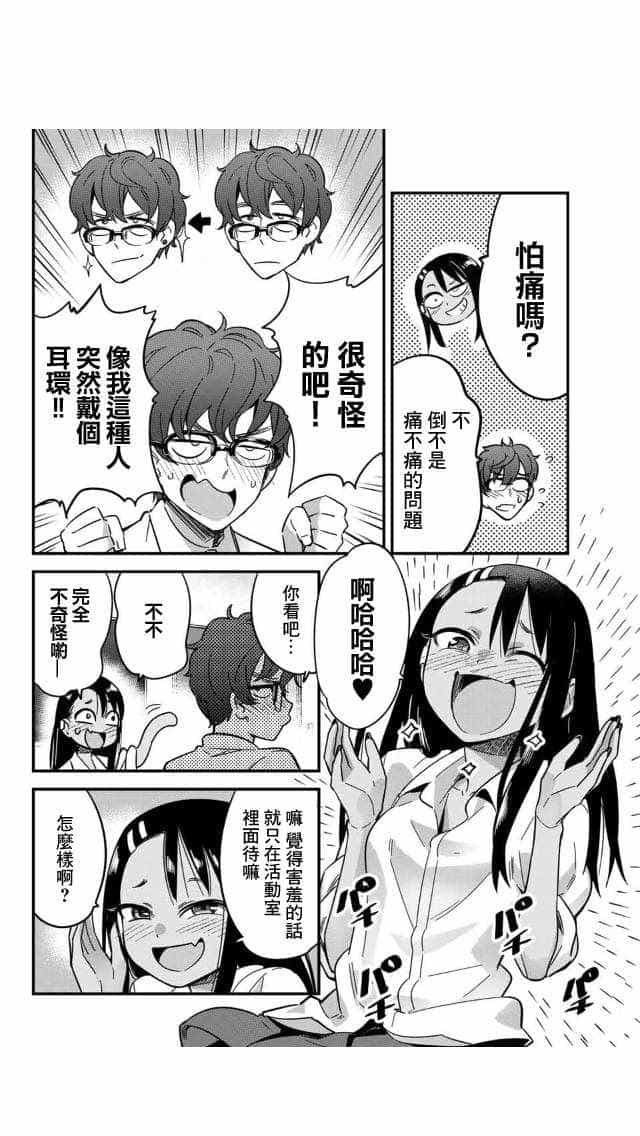 怕痛嗎？
不
倒不是
痛不痛的問題
很奇怪
的吧！
像我這種人
突然戴個
耳環!!
啊哈哈哈♥
パチ
パチ
パチ
パチ
你看吧…
不不
完全
不奇怪喲—
嘛 覺得害羞的話
就只在活動室
裡面待嘛
怎麼樣啊？